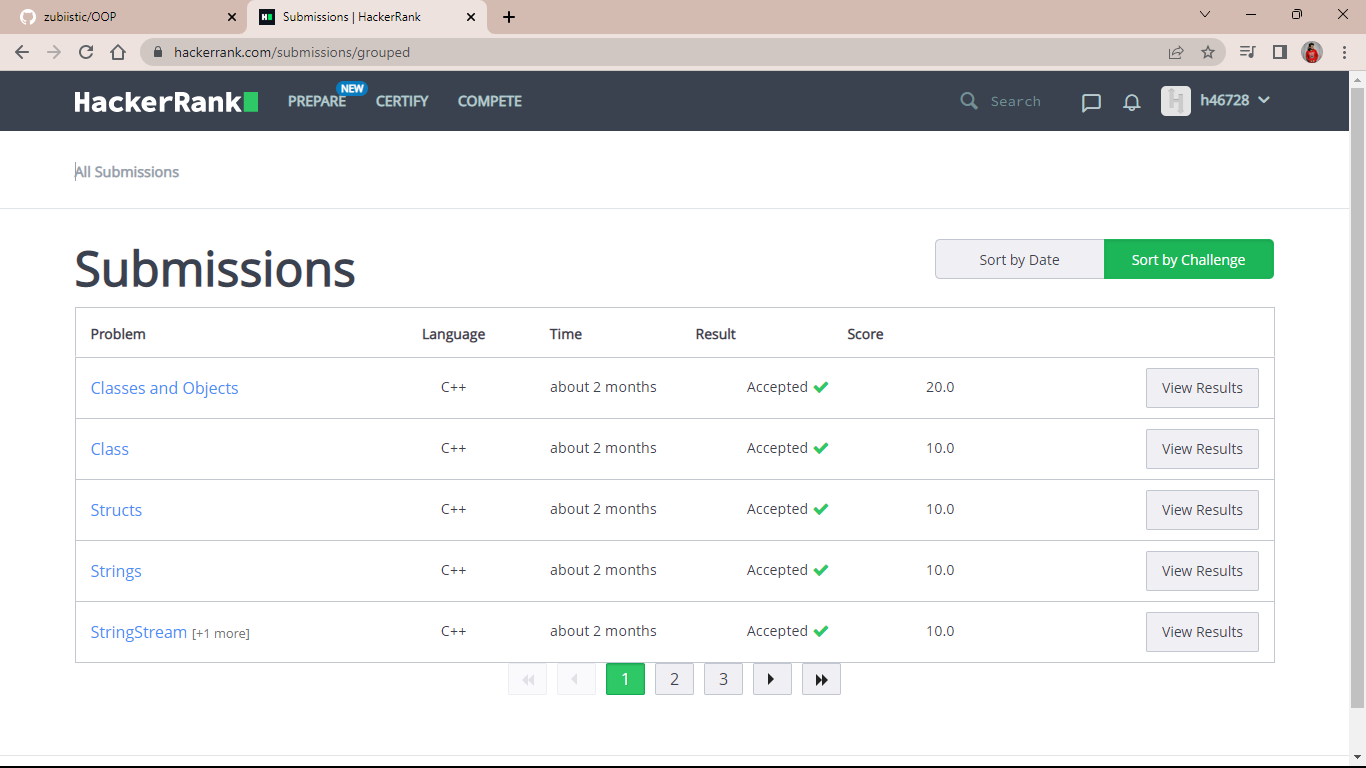 zubiistic/OOP
Submissions | HackerRank
hackerrank.com/submissions/grouped
HackerRank
PREPARE NEW CERTIFY COMPETE
Search
h46728
All Submissions
Submissions
Sort by Date Sort by Challenge
Problem Language Time Result Score
Classes and Objects C++ about 2 months Accepted 20.0 View Results
Class C++ about 2 months Accepted 10.0 View Results
Structs C++ about 2 months Accepted 10.0 View Results
Strings C++ about 2 months Accepted 10.0 View Results
StringStream [+1 more] C++ about 2 months Accepted 10.0 View Results
1 2 3